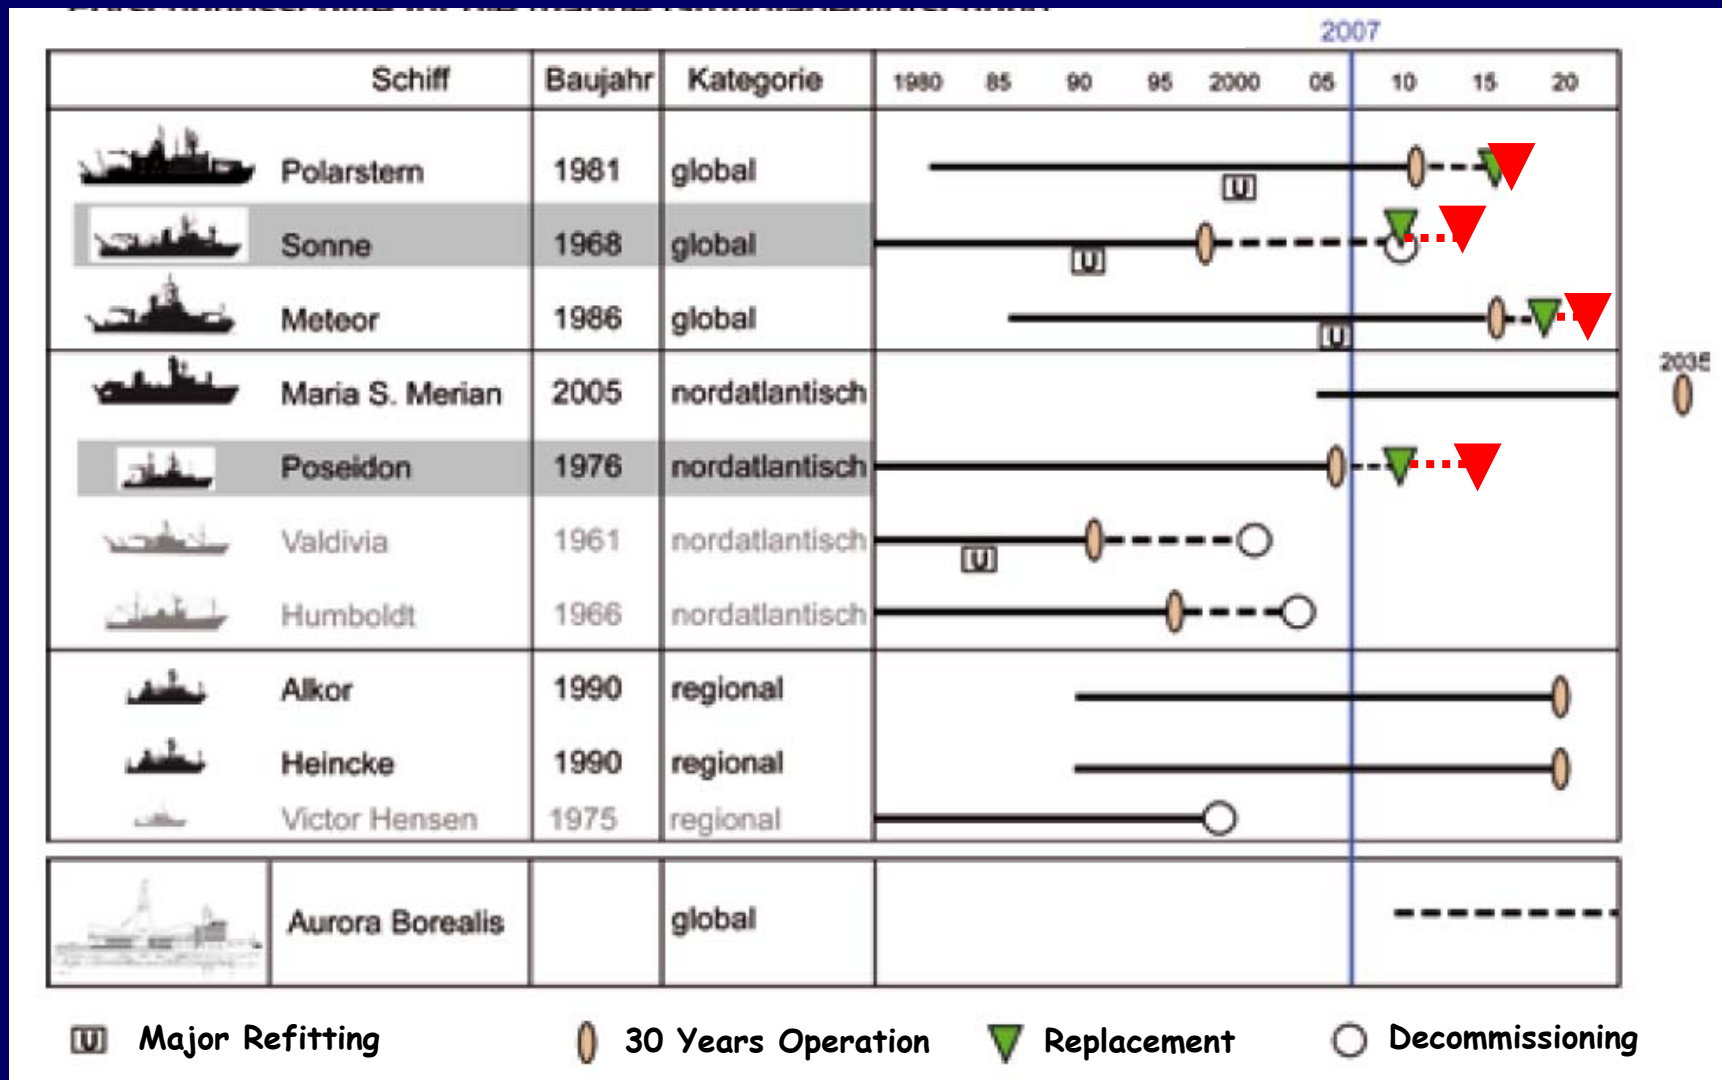 2007
Schiff Baujahr Kategorie 1980 85 90 95 2000 05 10 15 20
Polarstern 1981 global
U
Sonne 1968 global
U
Meteor 1986 global
U
2035
Maria S. Merian 2005 nordatlantisch
Poseidon 1976 nordatlantisch
Valdivia 1961 nordatlantisch
U
Humboldt 1966 nordatlantisch
Alkor 1990 regional
Heincke 1990 regional
Victor Hensen 1975 regional
Aurora Borealis global
U Major Refitting 30 Years Operation Replacement Decommissioning